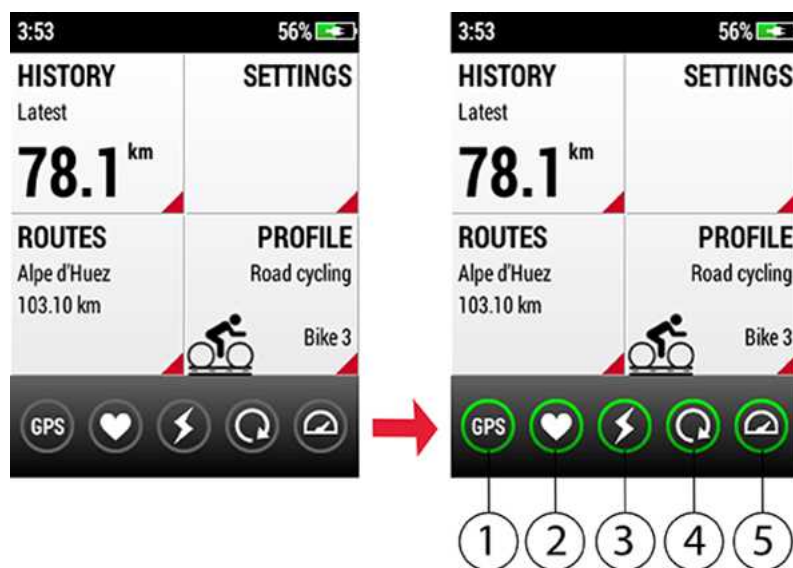 3:53 56%
HISTORY SETTINGS
Latest
78.1 km
ROUTES PROFILE
Alpe d'Huez Road cycling
103.10 km
Bike 3
GPS
3:53 56%
HISTORY SETTINGS
Latest
78.1 km
ROUTES PROFILE
Alpe d'Huez Road cycling
103.10 km
Bike 3
GPS
1 2 3 4 5